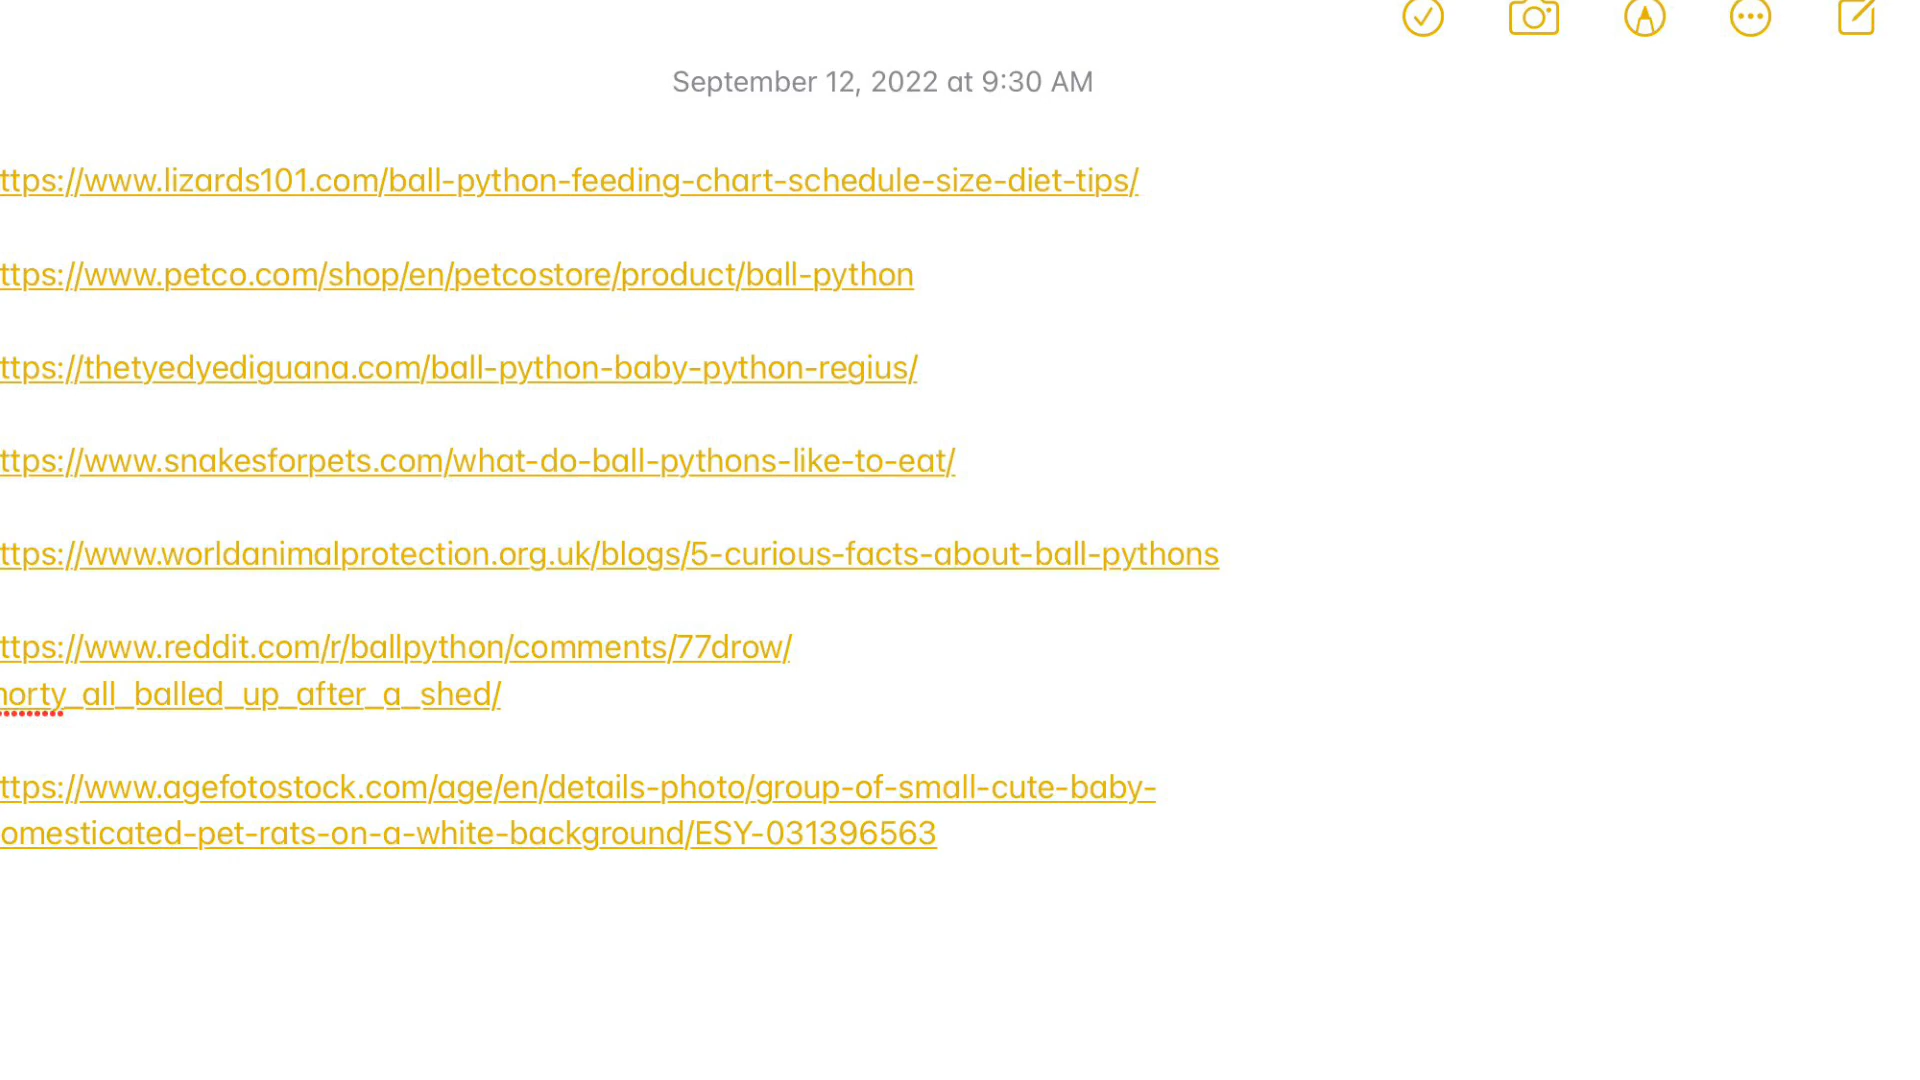 September 12, 2022 at 9:30 AM
ttps://www.lizards101.com/ball-python-feeding-chart-schedule-size-diet-tips/
ttps://www.petco.com/shop/en/petcostore/product/ball-python
ttps://thetyedyediguana.com/ball-python-baby-python-regius/
ttps://www.snakesforpets.com/what-do-ball-pythons-like-to-eat/
ttps://www.worldanimalprotection.org.uk/blogs/5-curious-facts-about-ball-pythons
ttps://www.reddit.com/r/ballpython/comments/77drow/
horty_all_balled_up_after_a_shed/
ttps://www.agefotostock.com/age/en/details-photo/group-of-small-cute-baby-
omesticated-pet-rats-on-a-white-background/ESY-031396563